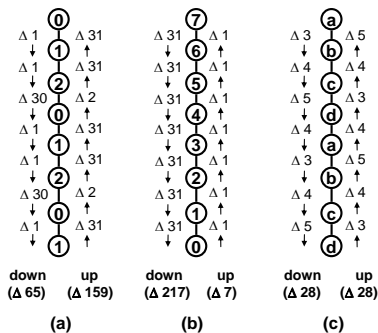 0 7 a
Δ 1 Δ 31 Δ 31 Δ 1 Δ 3 Δ 5
1 6 b
Δ 1 Δ 31 Δ 31 Δ 1 Δ 4 Δ 4
2 5 c
Δ 30 Δ 2 Δ 31 Δ 1 Δ 5 Δ 3
0 4 d
Δ 1 Δ 31 Δ 31 Δ 1 Δ 4 Δ 4
1 3 a
Δ 1 Δ 31 Δ 31 Δ 1 Δ 3 Δ 5
2 2 b
Δ 30 Δ 2 Δ 31 Δ 1 Δ 4 Δ 4
0 1 c
Δ 1 Δ 31 Δ 31 Δ 1 Δ 5 Δ 3
1 0 d
down up down up down up
(Δ 65) (Δ 159) (Δ 217) (Δ 7) (Δ 28) (Δ 28)
(a) (b) (c)